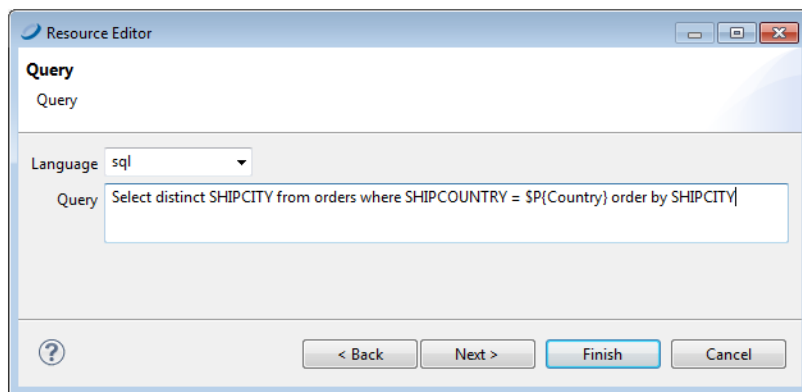 Resource Editor
Query
Query
Language sql
Query Select distinct SHIPCITY from orders where SHIPCOUNTRY = $P{Country} order by SHIPCITY
? < Back Next > Finish Cancel